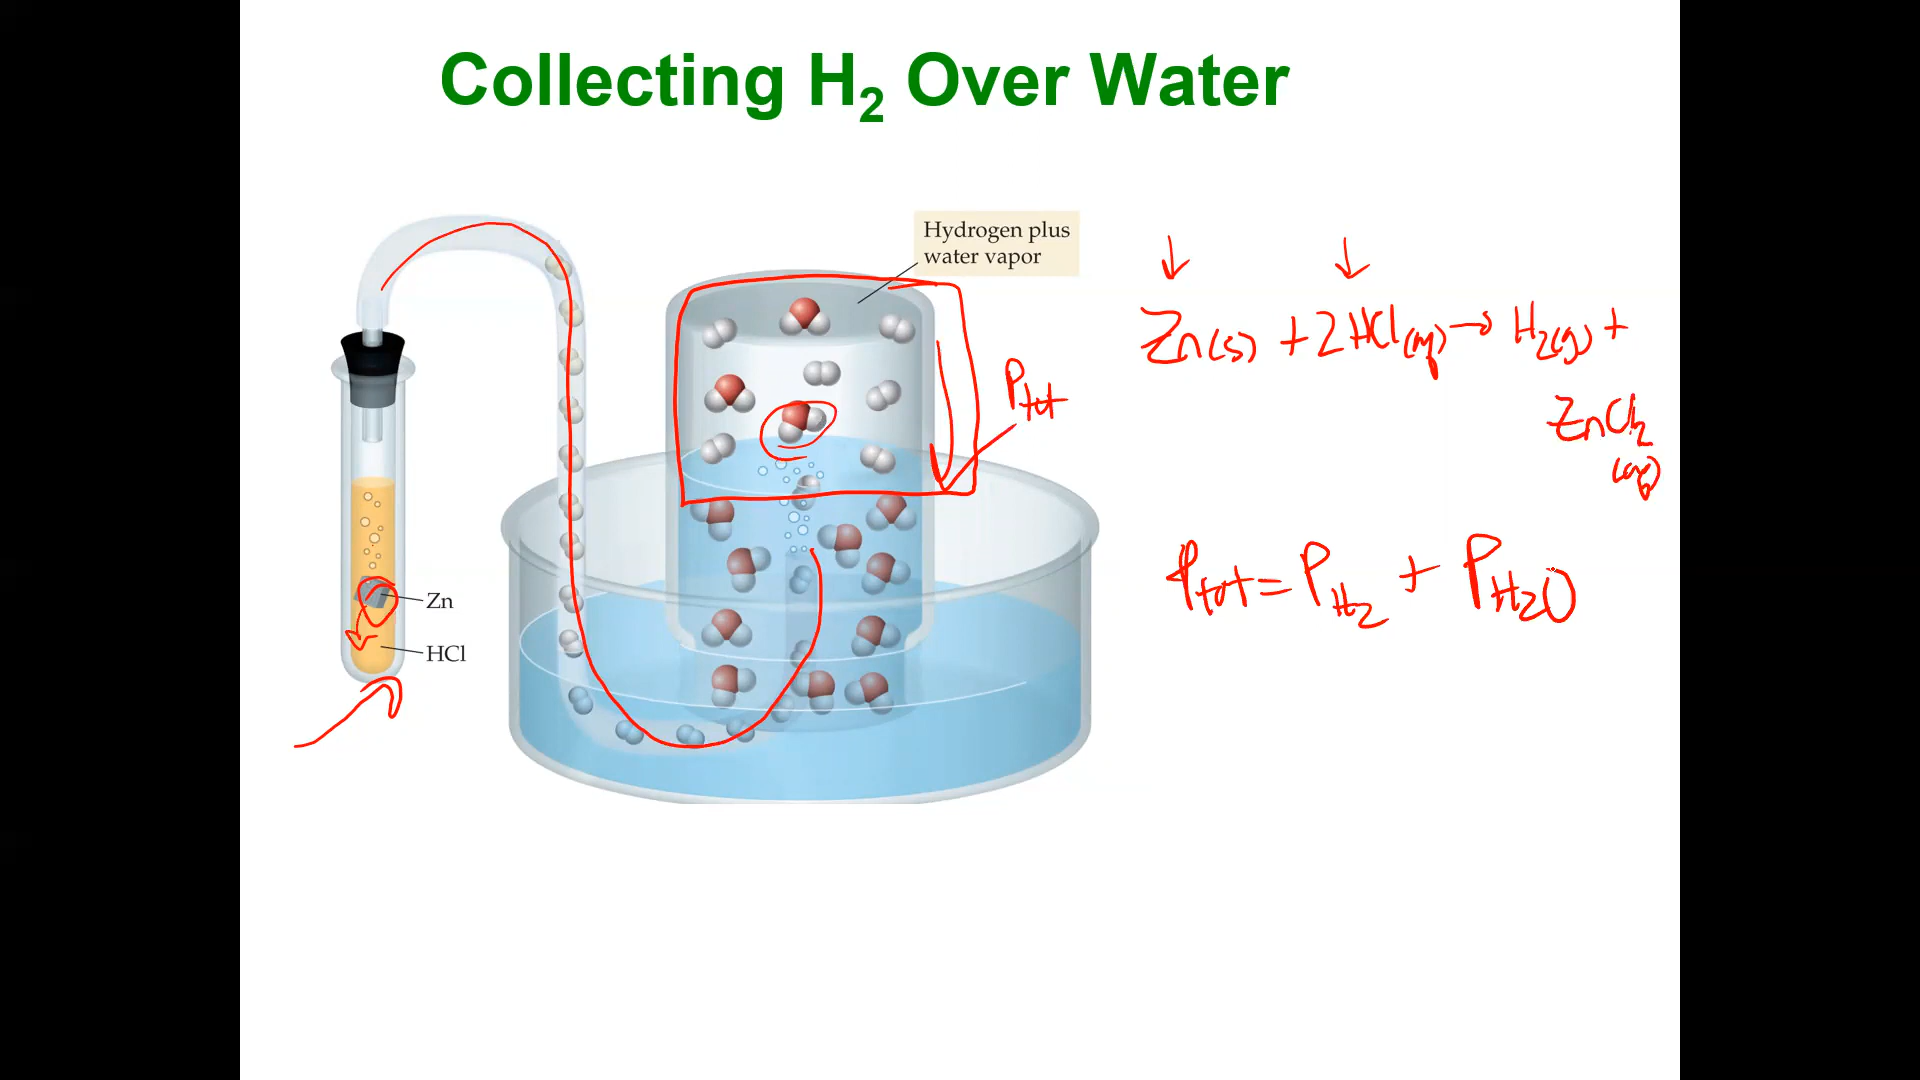 Collecting H₂ Over Water
Hydrogen plus
water vapor
Zn(s) + 2HCl(aq) → H₂(g) +
ZnCl₂
(aq)
Ptot
Ptot = PH₂ + PH₂O
Zn
HCl